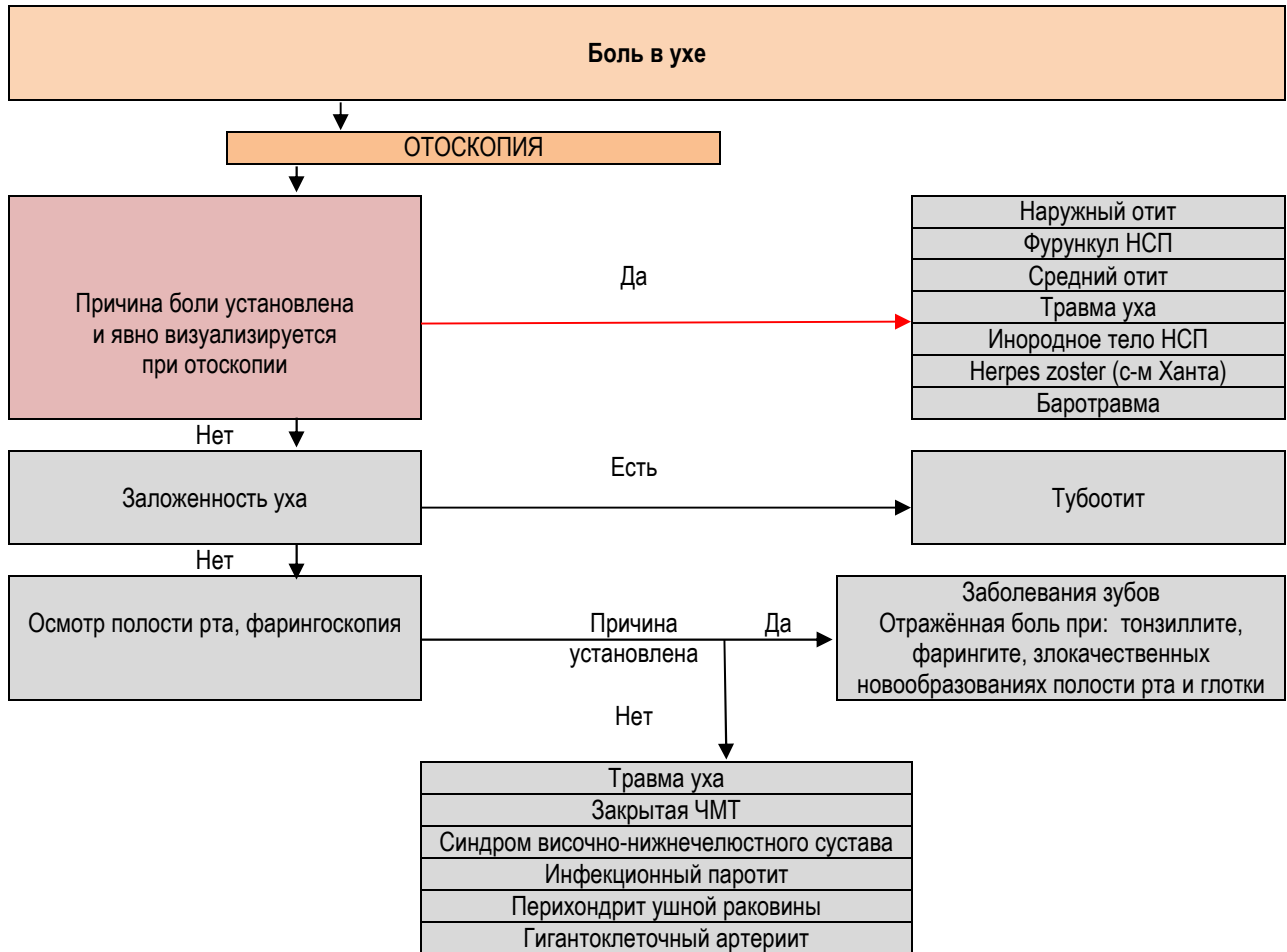 Боль в ухе
ОТОСКОПИЯ
Причина боли установлена
и явно визуализируется
при отоскопии
Да
Наружный отит
Фурункул НСП
Средний отит
Травма уха
Инородное тело НСП
Herpes zoster (с-м Ханта)
Баротравма
Нет
Заложенность уха
Есть
Тубоотит
Нет
Осмотр полости рта, фарингоскопия
Причина
установлена
Да
Заболевания зубов
Отражённая боль при: тонзиллите,
фарингите, злокачественных
новообразованиях полости рта и глотки
Нет
Травма уха
Закрытая ЧМТ
Синдром височно-нижнечелюстного сустава
Инфекционный паротит
Перихондрит ушной раковины
Гигантоклеточный артериит